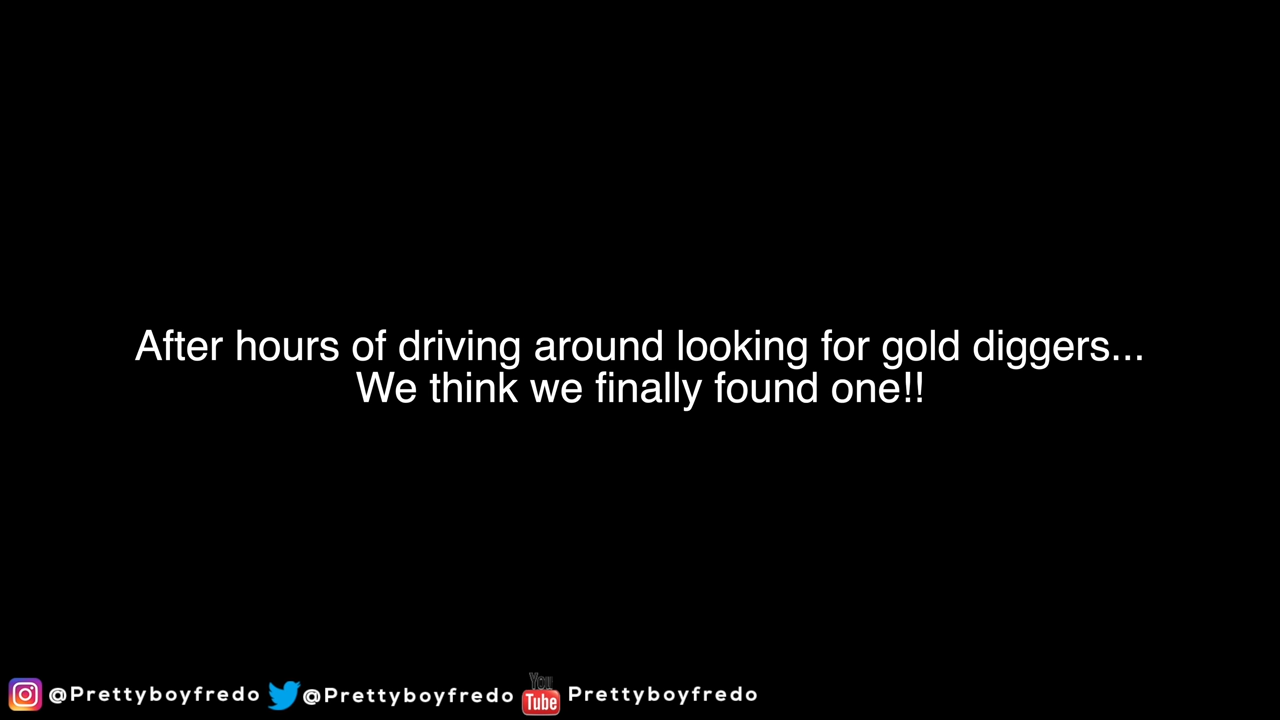 After hours of driving around looking for gold diggers...
We think we finally found one!!
@Prettyboyfredo @Prettyboyfredo You Tube Prettyboyfredo